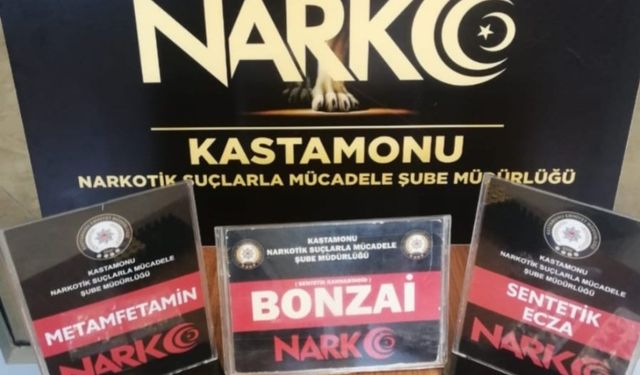 NARKO
KASTAMONU
NARKOTİK SUÇLARLA MÜCADELE ŞUBE MÜDÜRLÜĞÜ
KASTAMONU
NARKOTİK SUÇLARLA MÜCADELE
ŞUBE MÜDÜRLÜĞÜ
METAMFETAMİN
NARKO
KASTAMONU
NARKOTİK SUÇLARLA MÜCADELE
ŞUBE MÜDÜRLÜĞÜ
( SENTETİK KANNABİNOİD )
BONZAİ
NARKO
KASTAMONU
NARKOTİK SUÇLARLA MÜCADELE
ŞUBE MÜDÜRLÜĞÜ
SENTETİK
ECZA
NARKO